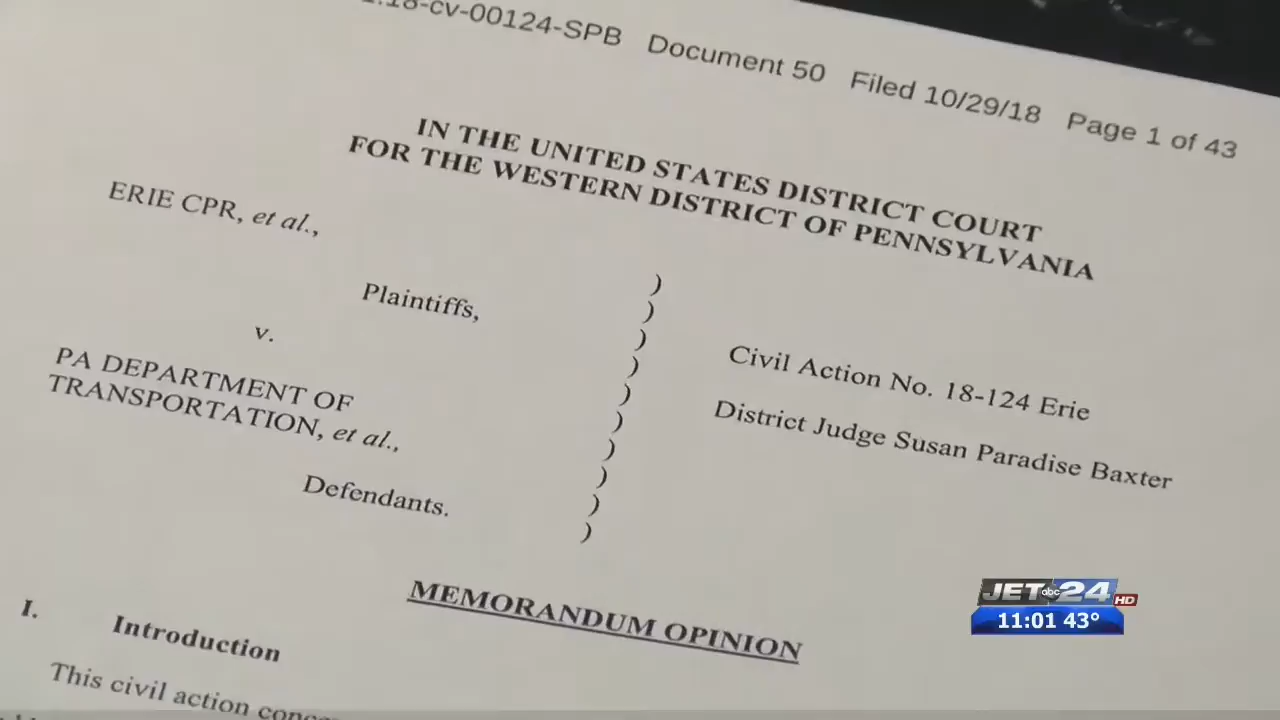 1:18-cv-00124-SPB Document 50 Filed 10/29/18 Page 1 of 43
IN THE UNITED STATES DISTRICT COURT
FOR THE WESTERN DISTRICT OF PENNSYLVANIA
ERIE CPR, et al.,
Plaintiffs,
v.
PA DEPARTMENT OF
TRANSPORTATION, et al.,
Defendants.
)
)
)
)
)
)
)
)
)
)
Civil Action No. 18-124 Erie
District Judge Susan Paradise Baxter
MEMORANDUM OPINION
I. Introduction
This civil action
JET abc 24 HD
11:01 43°